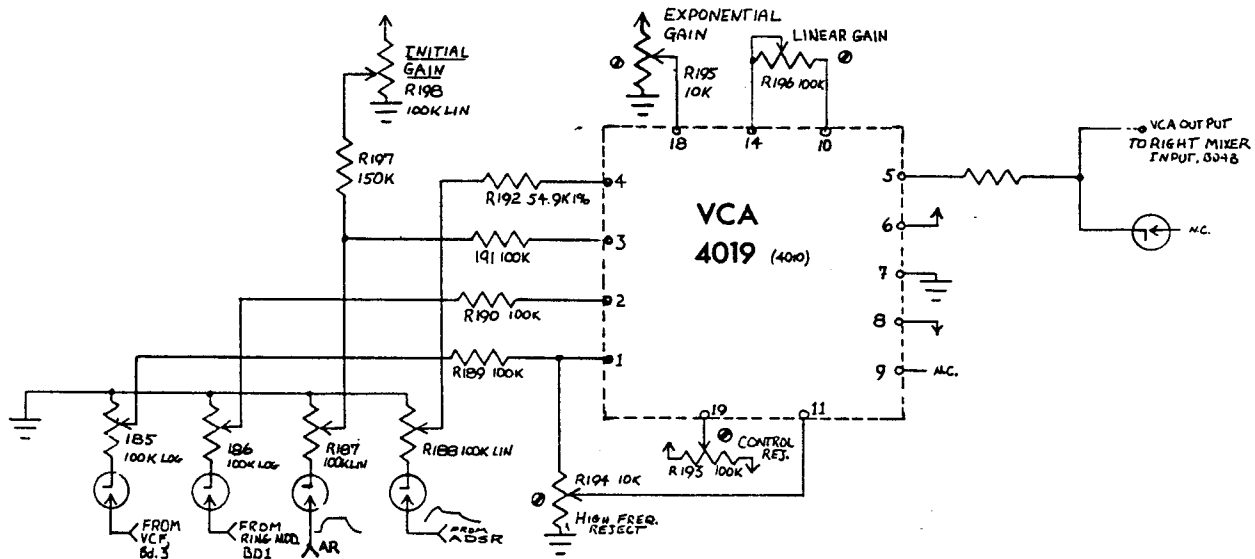 INITIAL
GAIN
R198
100K LIN
EXPONENTIAL
GAIN
R195
10K
LINEAR GAIN
R196 100K
R197
150K
R192 54.9K 1%
191 100K
R190 100K
R189 100K
18
14
10
4
3
2
1
VCA
4019 (4010)
5
6
7
8
9
N.C.
19
11
VCA OUTPUT
TO RIGHT MIXER
INPUT, BD4B
N.C.
185
100K LOG
186
100K LOG
R187
100K LIN
R188 100K LIN
R194 10K
HIGH FREQ.
REJECT
R193 100K
CONTROL
REJ.
FROM
VCF,
Bd.3
FROM
RING MOD.
BD1
AR
FROM
ADSR